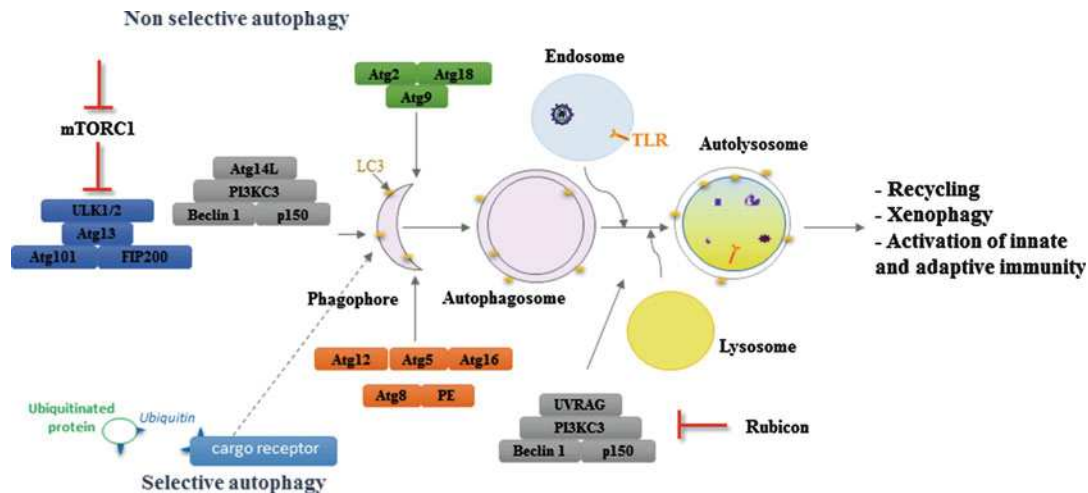 Non selective autophagy
mTORC1
ULK1/2
Atg13
Atg101 FIP200
Atg14L
PI3KC3
Beclin 1 p150
Atg2 Atg18
Atg9
LC3
Phagophore
Autophagosome
Endosome
TLR
Autolysosome
Lysosome
- Recycling
- Xenophagy
- Activation of innate
and adaptive immunity
Atg12 Atg5 Atg16
Atg8 PE
UVRAG
PI3KC3
Beclin 1 p150
Rubicon
Ubiquitinated
protein
Ubiquitin
cargo receptor
Selective autophagy